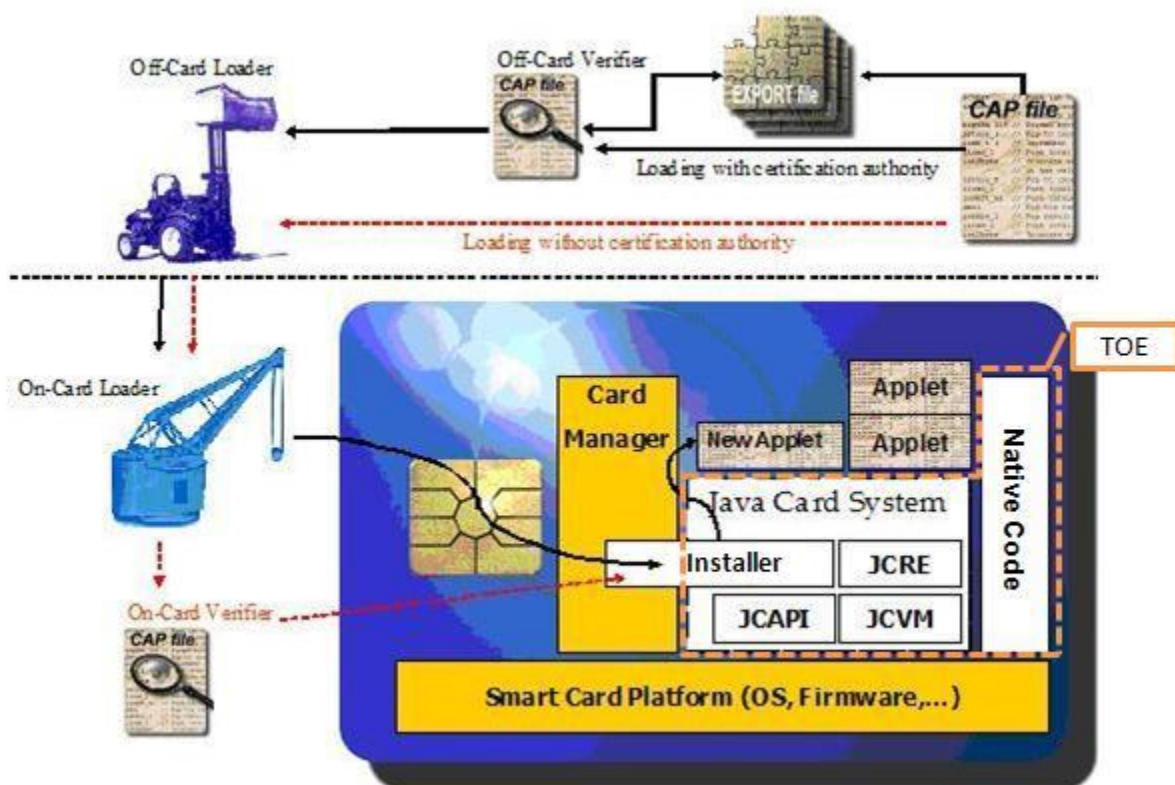 Off-Card Loader
Off-Card Verifier
CAP file
EXPORT file
CAP file
Loading with certification authority
Loading without certification authority
On-Card Loader
TOE
Card
Manager
Applet
New Applet
Applet
Native Code
Java Card System
Installer
JCRE
JCAPI
JCVM
On-Card Verifier
CAP file
Smart Card Platform (OS, Firmware,...)